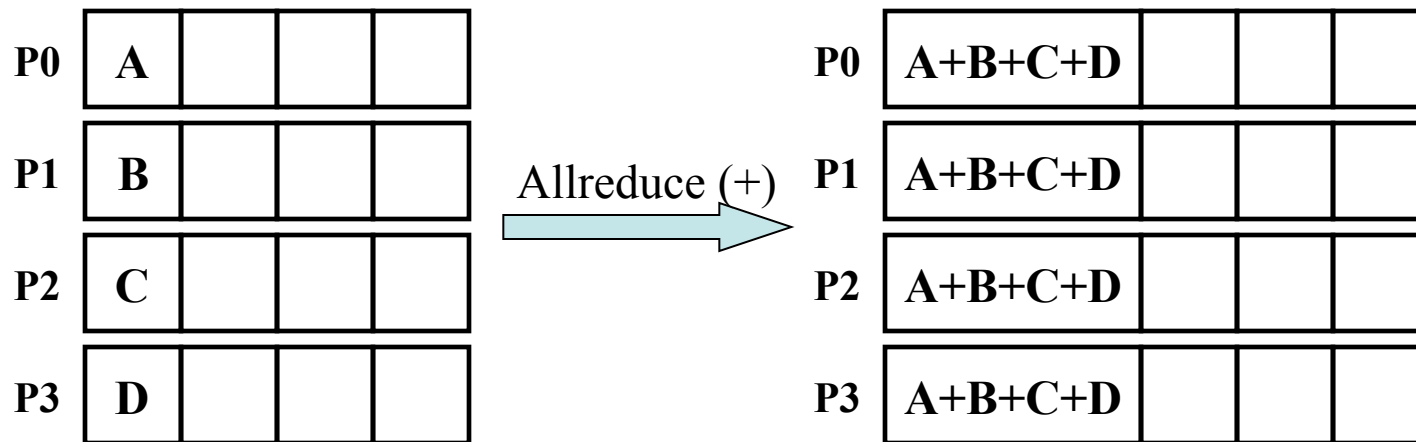 P0 A P0 A+B+C+D
P1 B Allreduce (+) P1 A+B+C+D
P2 C P2 A+B+C+D
P3 D P3 A+B+C+D